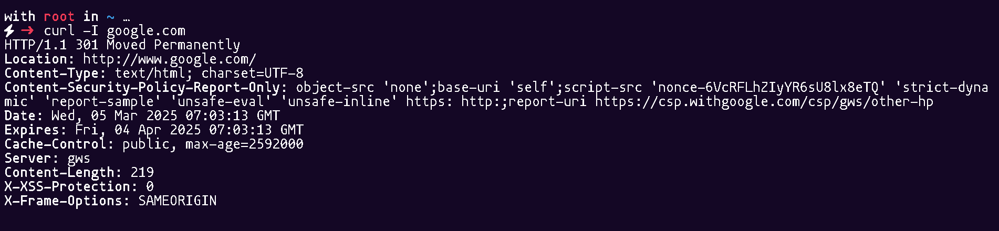 with root in ~ …
⚡ ➜ curl -I google.com
HTTP/1.1 301 Moved Permanently
Location: http://www.google.com/
Content-Type: text/html; charset=UTF-8
Content-Security-Policy-Report-Only: object-src 'none';base-uri 'self';script-src 'nonce-6VcRFLhZIyYR6sU8lx8eTQ' 'strict-dyna
mic' 'report-sample' 'unsafe-eval' 'unsafe-inline' https: http:;report-uri https://csp.withgoogle.com/csp/gws/other-hp
Date: Wed, 05 Mar 2025 07:03:13 GMT
Expires: Fri, 04 Apr 2025 07:03:13 GMT
Cache-Control: public, max-age=2592000
Server: gws
Content-Length: 219
X-XSS-Protection: 0
X-Frame-Options: SAMEORIGIN